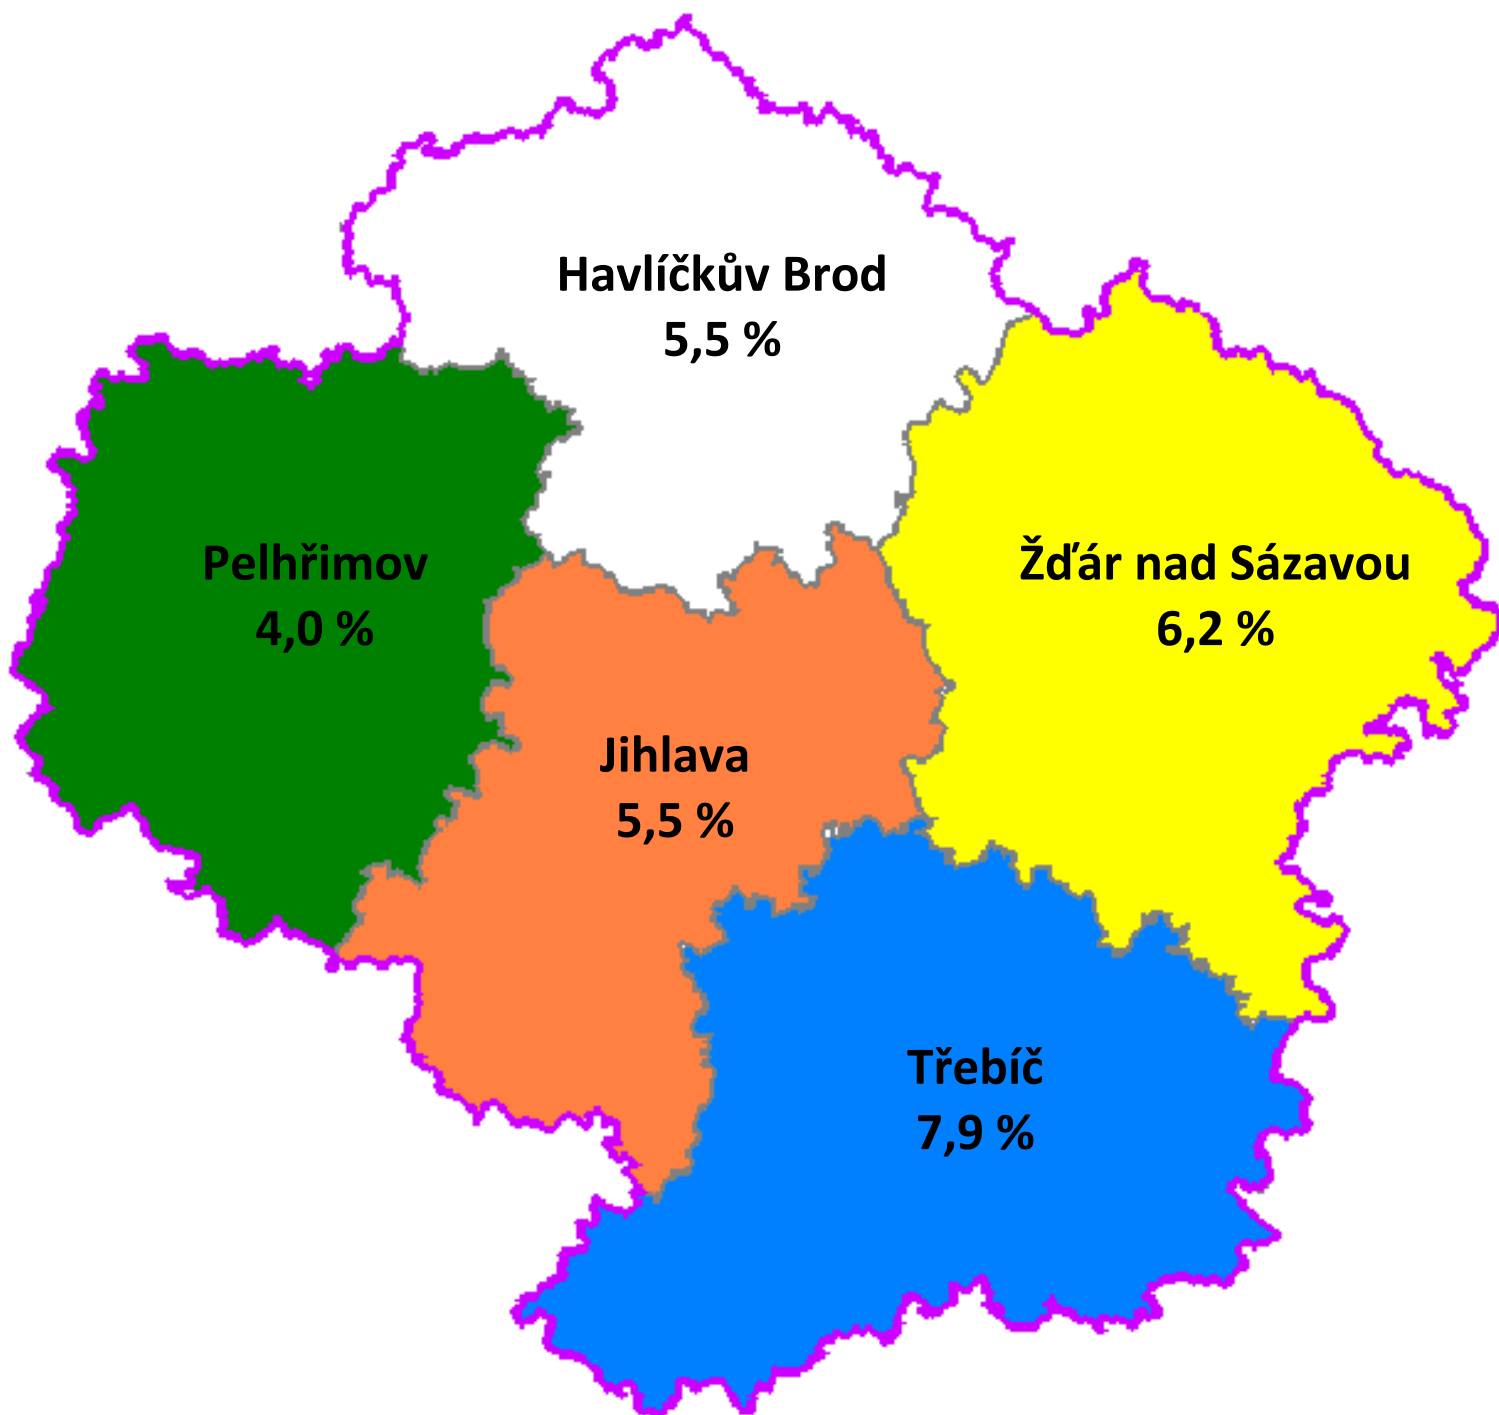 Havlíčkův Brod
5,5 %
Pelhřimov
4,0 %
Žďár nad Sázavou
6,2 %
Jihlava
5,5 %
Třebíč
7,9 %